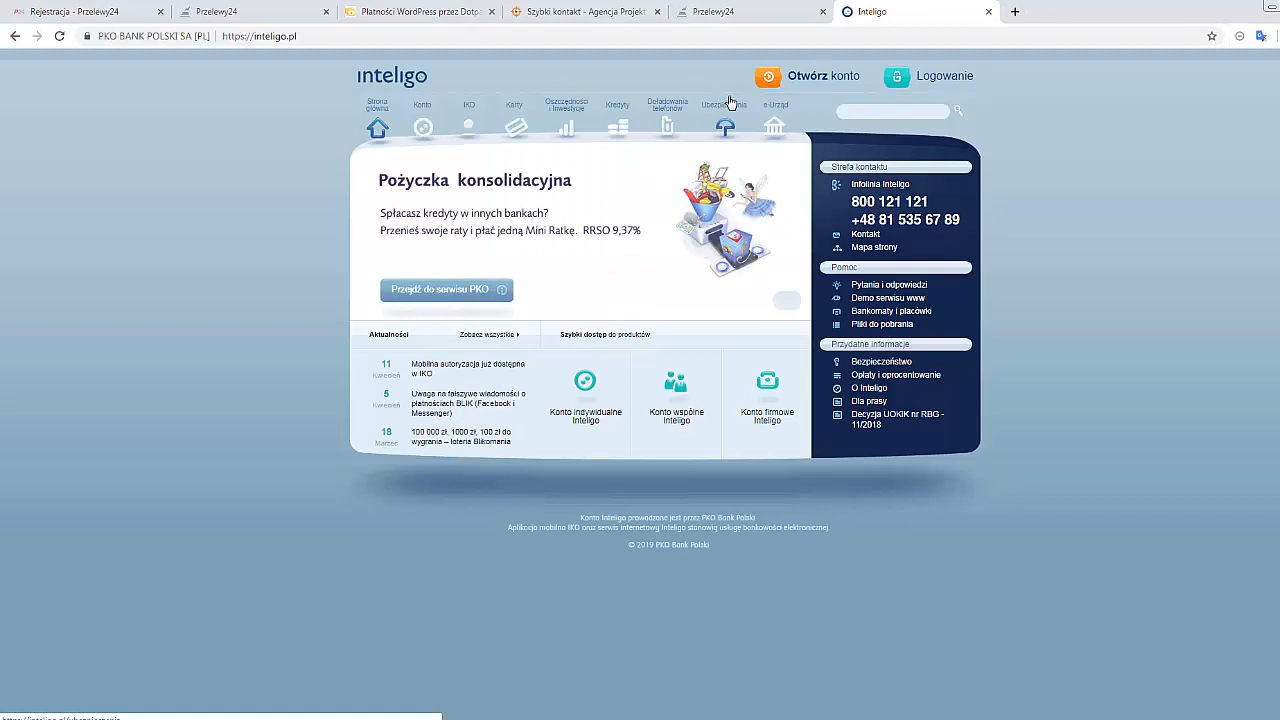 Rejestracja - Przelewy24
Przelewy24
Płatności WordPress przez Dotp
Szybki kontakt - Agencja Projekt
Przelewy24
Inteligo
PKO BANK POLSKI SA [PL]
https://inteligo.pl
inteligo
Otwórz konto
Logowanie
Strona
główna
Konto
IKO
Karty
Oszczędności
i Inwestycje
Kredyty
Doładowania
telefonów
e-Urząd
Pożyczka konsolidacyjna
Spłacasz kredyty w innych bankach?
Przenieś swoje raty i płać jedną Mini Ratkę. RRSO 9,37%
Przejdź do serwisu PKO
Aktualności
Zobacz wszystkie
Szybki dostęp do produktów
11
Kwiecień
Mobilna autoryzacja już dostępna
w IKO
5
Kwiecień
Uwaga na fałszywe wiadomości o
płatnościach BLIK (Facebook i
Messenger)
18
Marzec
100 000 zł, 1000 zł, 100 zł do
wygrania – loteria Blikomania
Konto indywidualne
Inteligo
Konto wspólne
Inteligo
Konto firmowe
Inteligo
Strefa kontaktu
Infolinia Inteligo
800 121 121
+48 81 535 67 89
Kontakt
Mapa strony
Pomoc
Pytania i odpowiedzi
Demo serwisu www
Bankomaty i placówki
Pliki do pobrania
Przydatne informacje
Bezpieczeństwo
Opłaty i oprocentowanie
O Inteligo
Dla prasy
Decyzja UOKiK nr RBG -
11/2018
Konto Inteligo prowadzone jest przez PKO Bank Polski
Aplikacja mobilna IKO oraz serwis internetowy Inteligo stanowią usługę bankowości elektronicznej.
© 2019 PKO Bank Polski